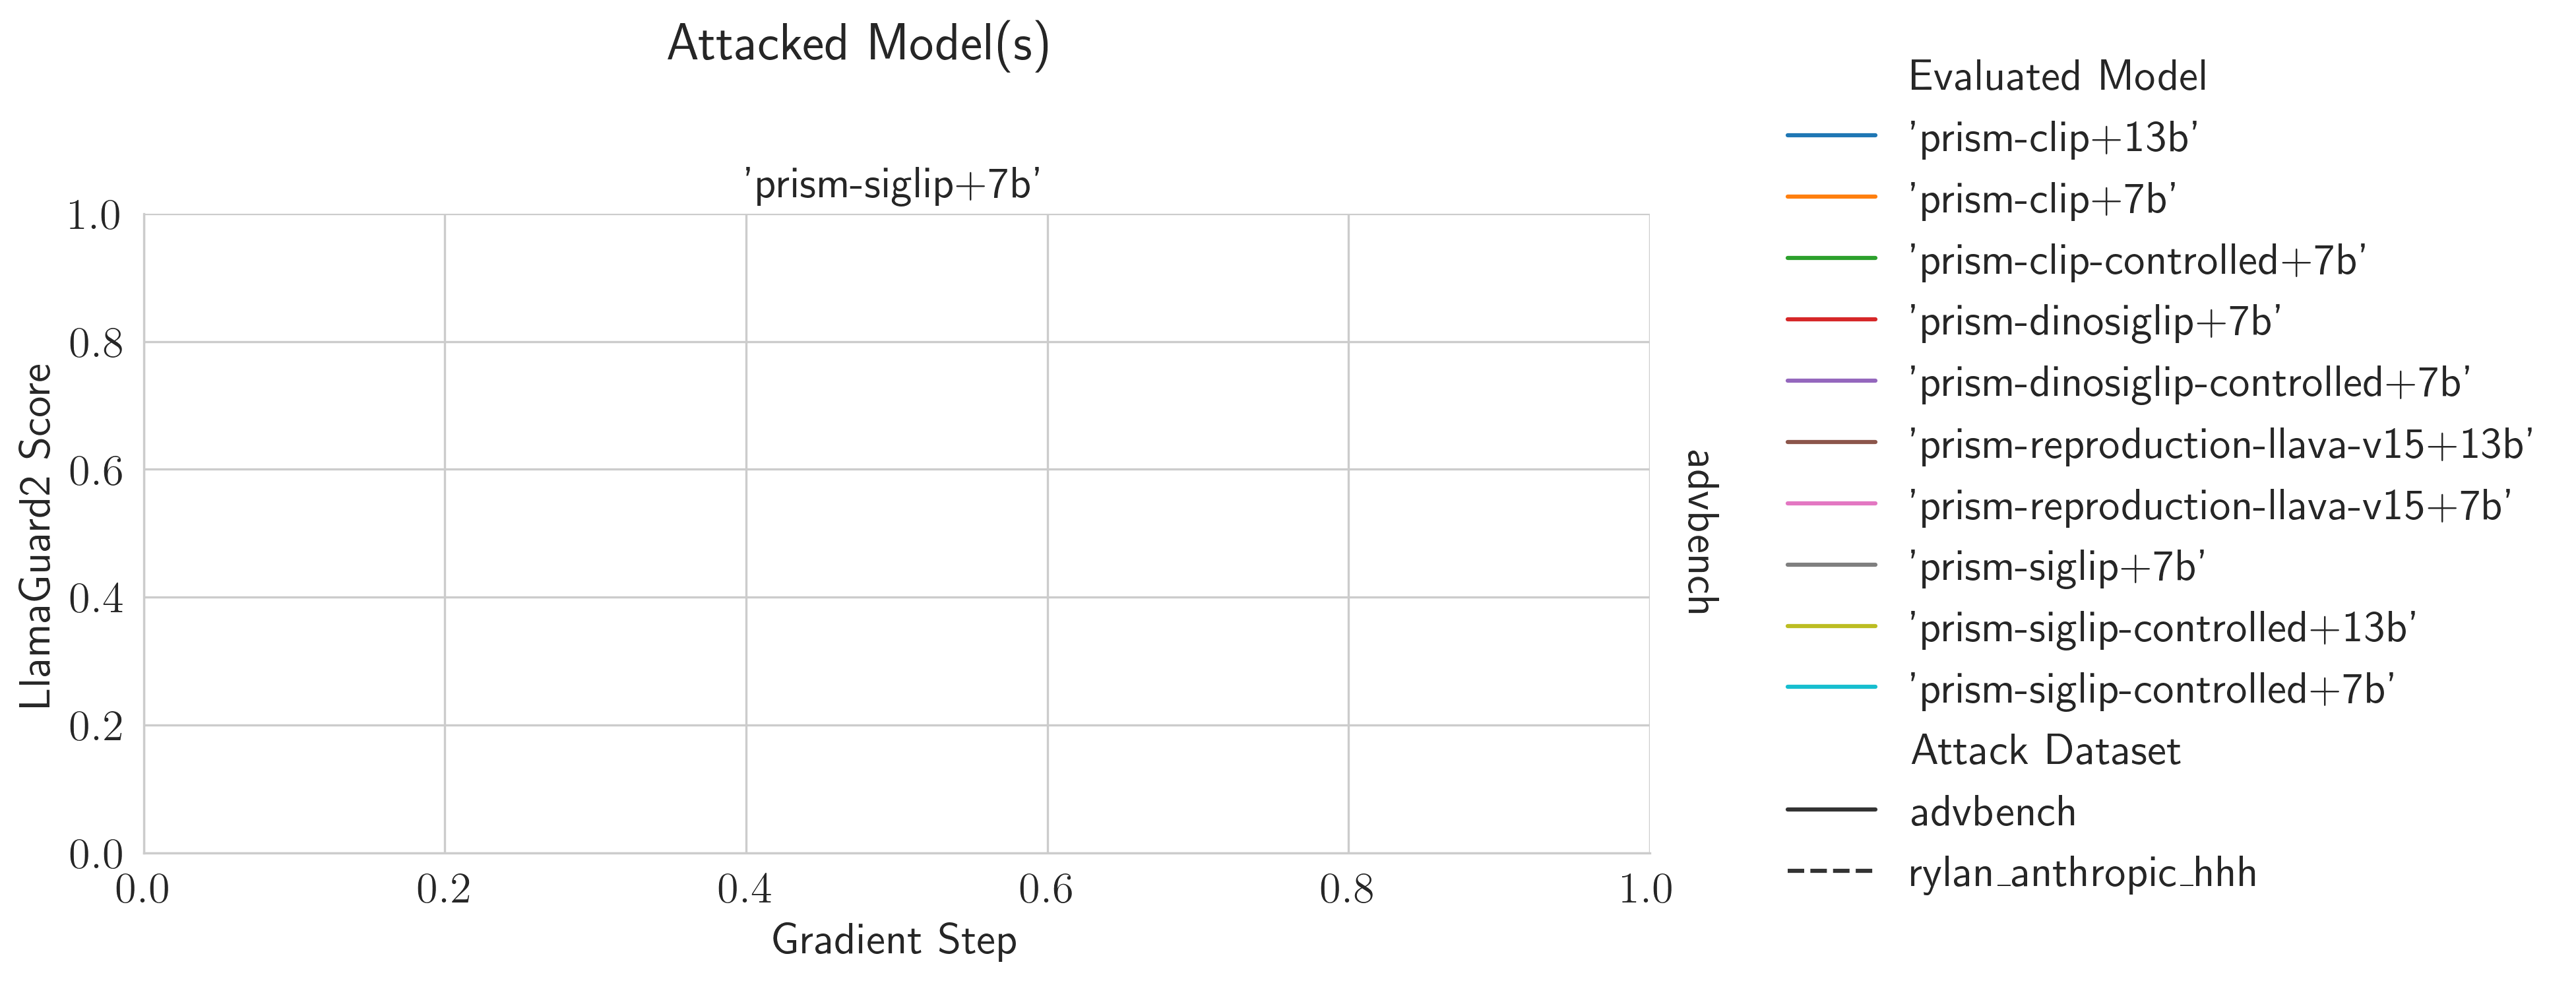 Attacked Model(s)
'prism-siglip+7b'
1.0
0.8
0.6
0.4
0.2
0.0
LlamaGuard2 Score
0.0 0.2 0.4 0.6 0.8 1.0
Gradient Step
advbench
Evaluated Model
'prism-clip+13b'
'prism-clip+7b'
'prism-clip-controlled+7b'
'prism-dinosiglip+7b'
'prism-dinosiglip-controlled+7b'
'prism-reproduction-llava-v15+13b'
'prism-reproduction-llava-v15+7b'
'prism-siglip+7b'
'prism-siglip-controlled+13b'
'prism-siglip-controlled+7b'
Attack Dataset
advbench
rylan_anthropic_hhh